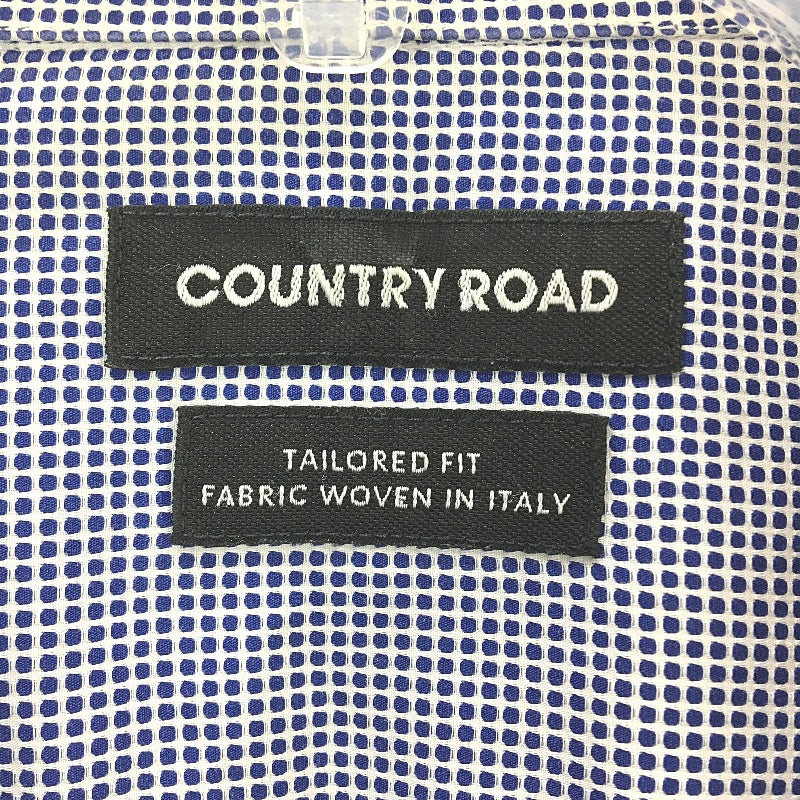 COUNTRY ROAD
TAILORED FIT
FABRIC WOVEN IN ITALY